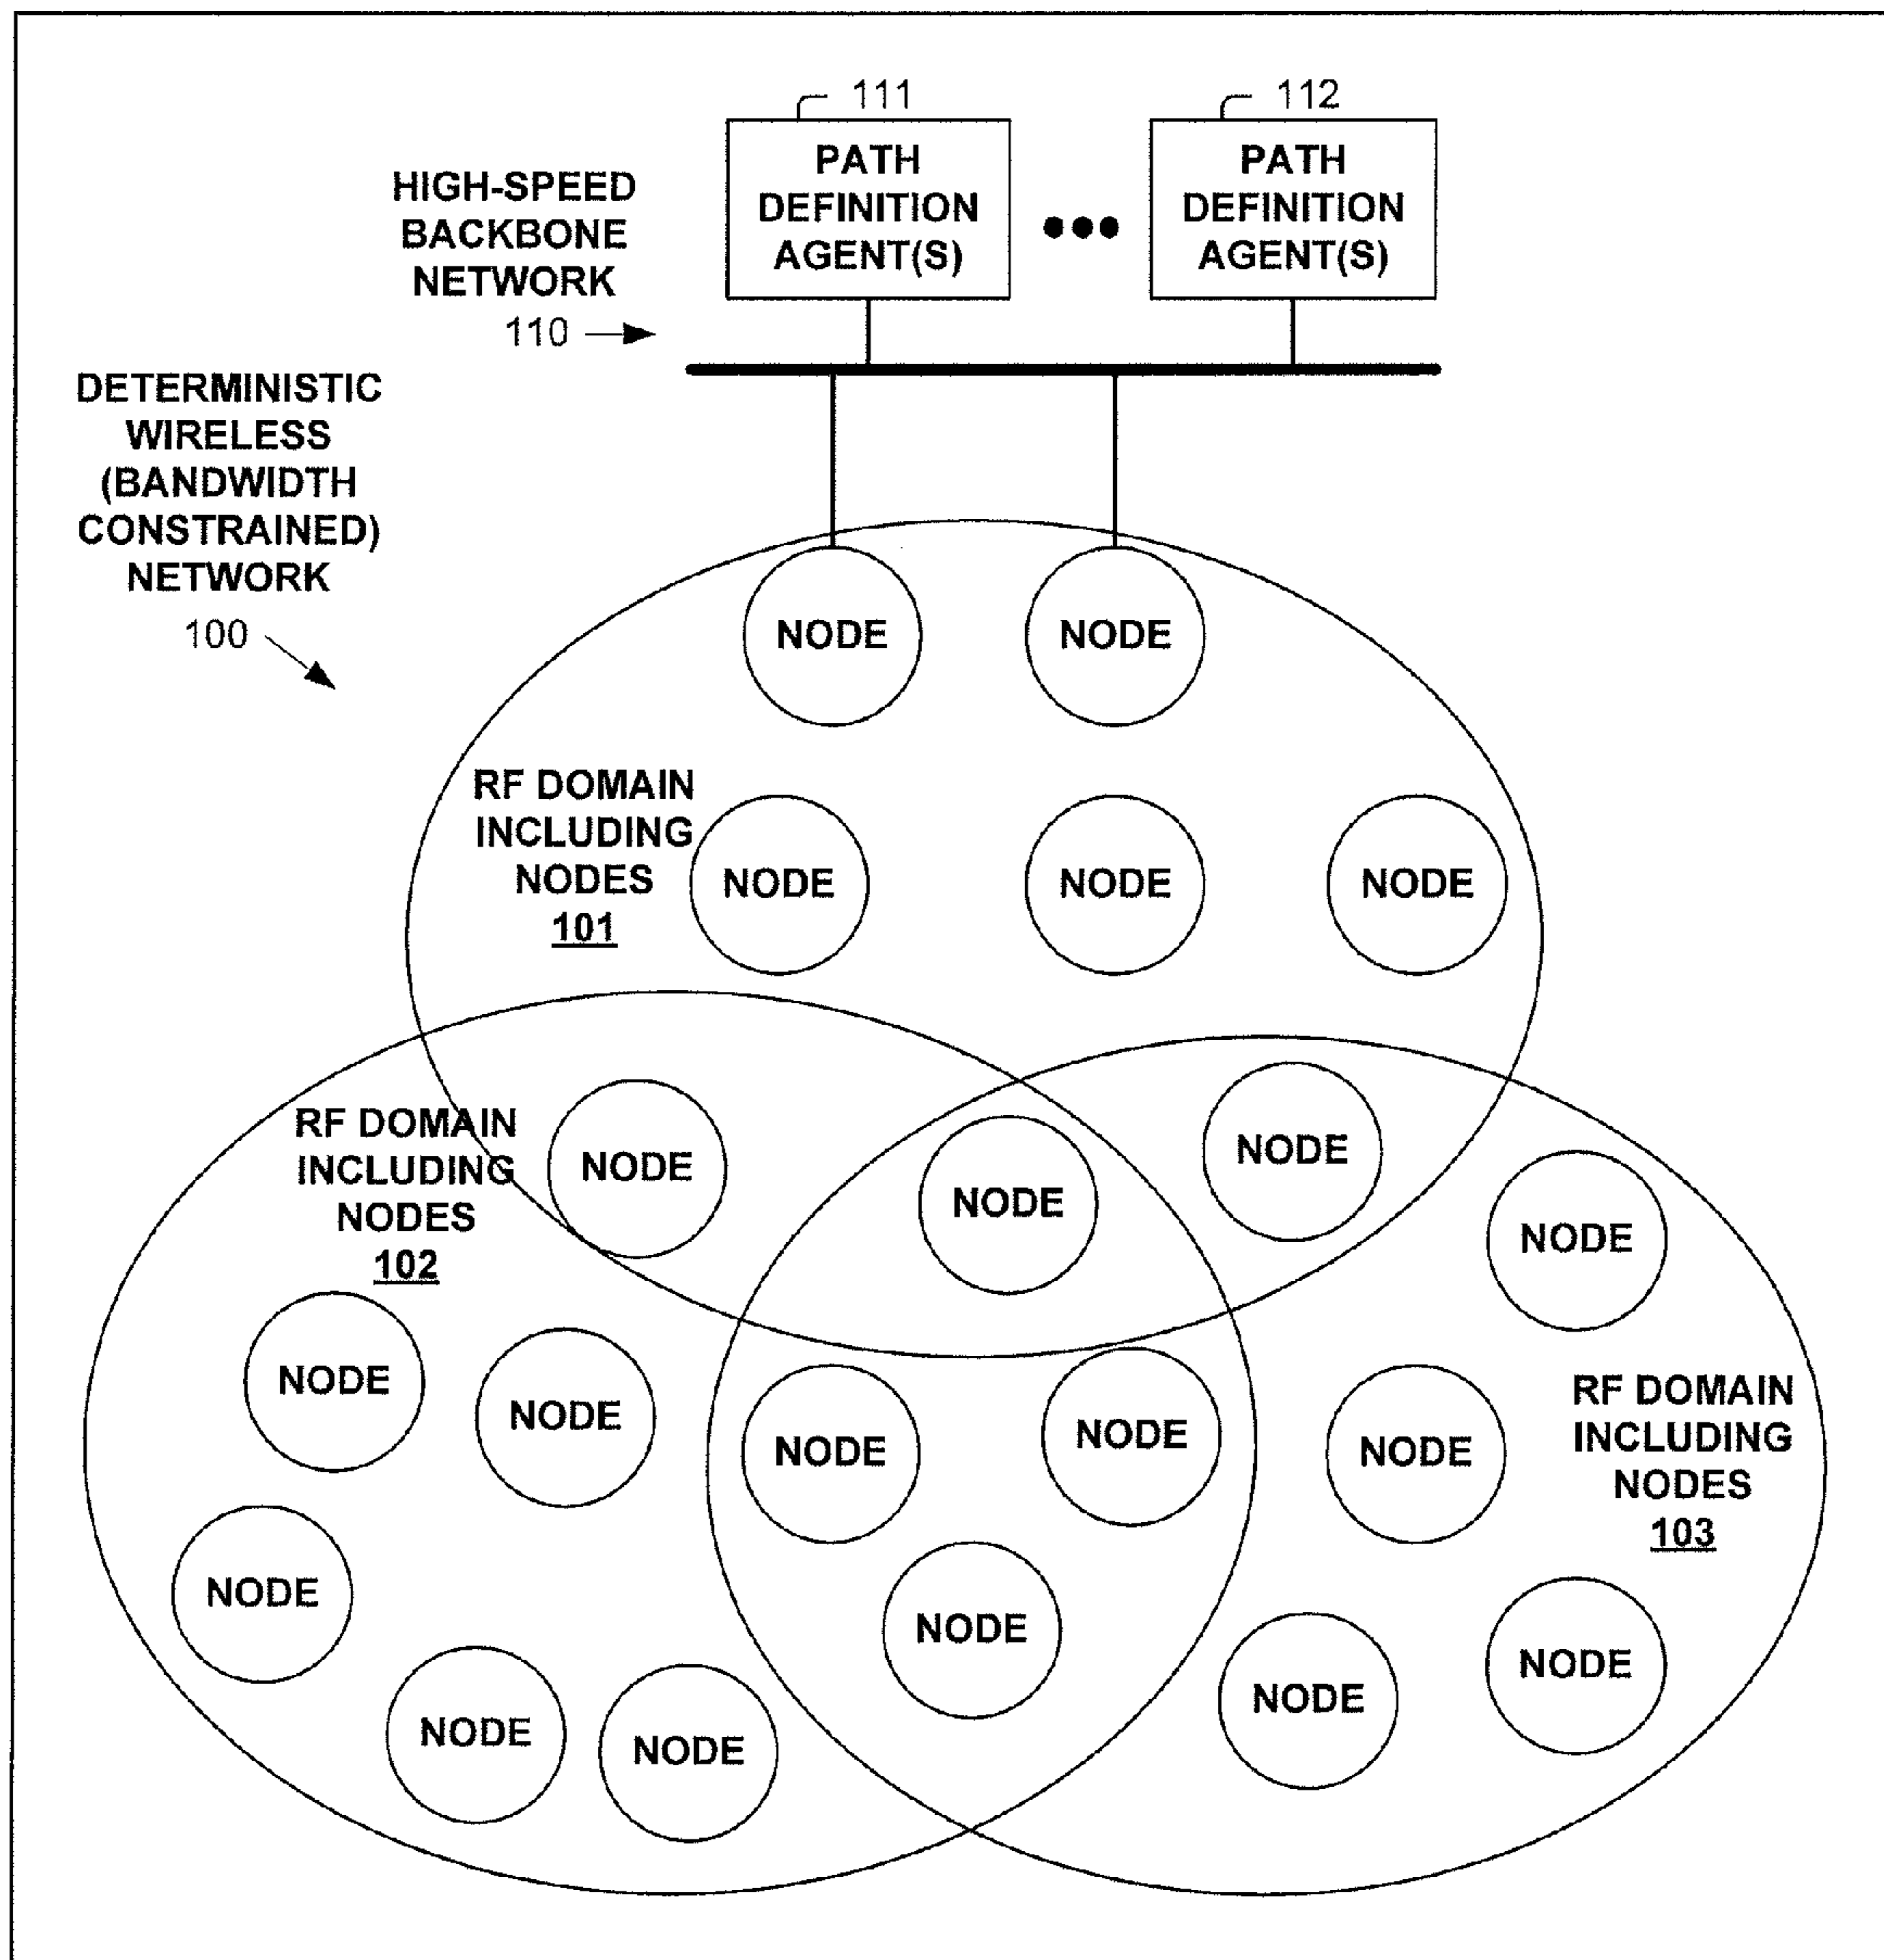 111
112
PATH
DEFINITION
AGENT(S)
PATH
DEFINITION
AGENT(S)
HIGH-SPEED
BACKBONE
NETWORK
110
DETERMINISTIC
WIRELESS
(BANDWIDTH
CONSTRAINED)
NETWORK
100
NODE
NODE
RF DOMAIN
INCLUDING
NODES
101
NODE
NODE
NODE
RF DOMAIN
INCLUDING
NODES
102
NODE
NODE
NODE
NODE
NODE
NODE
NODE
NODE
NODE
RF DOMAIN
INCLUDING
NODES
103
NODE
NODE
NODE
NODE
NODE
NODE
NODE